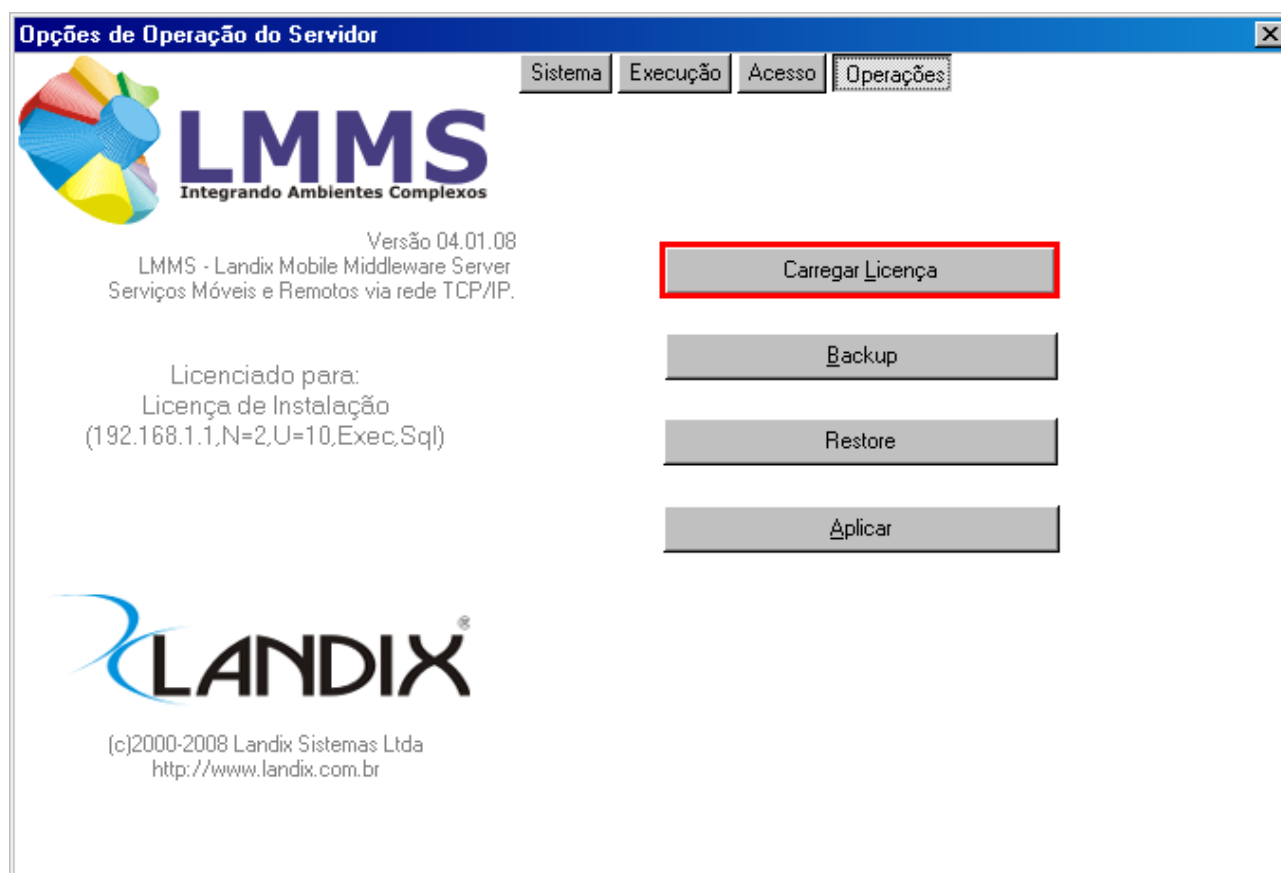 Opções de Operação do Servidor
Sistema
Execução
Acesso
Operações
LMMS
Integrando Ambientes Complexos
Versão 04.01.08
LMMS - Landix Mobile Middleware Server
Serviços Móveis e Remotos via rede TCP/IP.
Licenciado para:
Licença de Instalação
(192.168.1.1,N=2,U=10,Exec,Sql)
Carregar Licença
Backup
Restore
Aplicar
LANDIX®
(c)2000-2008 Landix Sistemas Ltda
http://www.landix.com.br